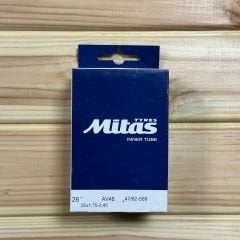 TYRES
Mitas
INNER TUBE
26" AV48 47/62-559
26x1.75-2.45